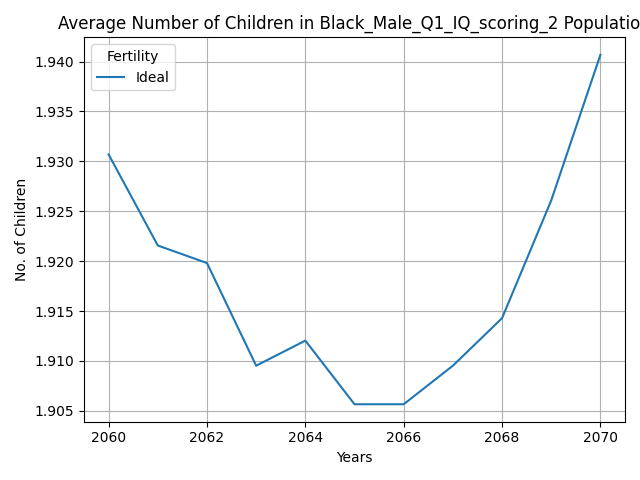 Average Number of Children in Black_Male_Q1_IQ_scoring_2 Populatio
Fertility
Ideal
1.940
1.935
1.930
1.925
1.920
1.915
1.910
1.905
No. of Children
2060
2062
2064
2066
2068
2070
Years